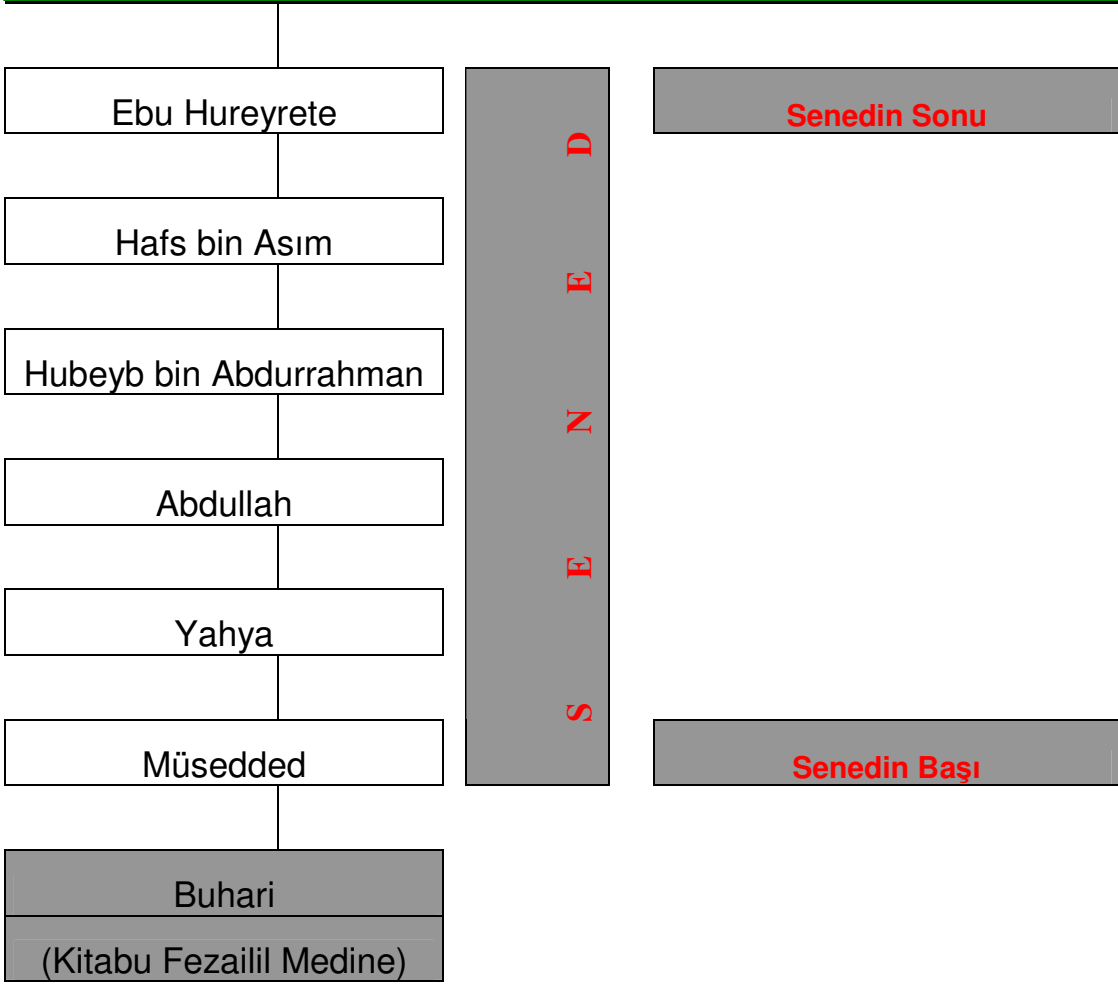 Ebu Hureyrete
Senedin Sonu
Hafs bin Asım
Hubeyb bin Abdurrahman
Abdullah
Yahya
Müsedded
SENED
Senedin Başı
Buhari
(Kitabu Fezailil Medine)